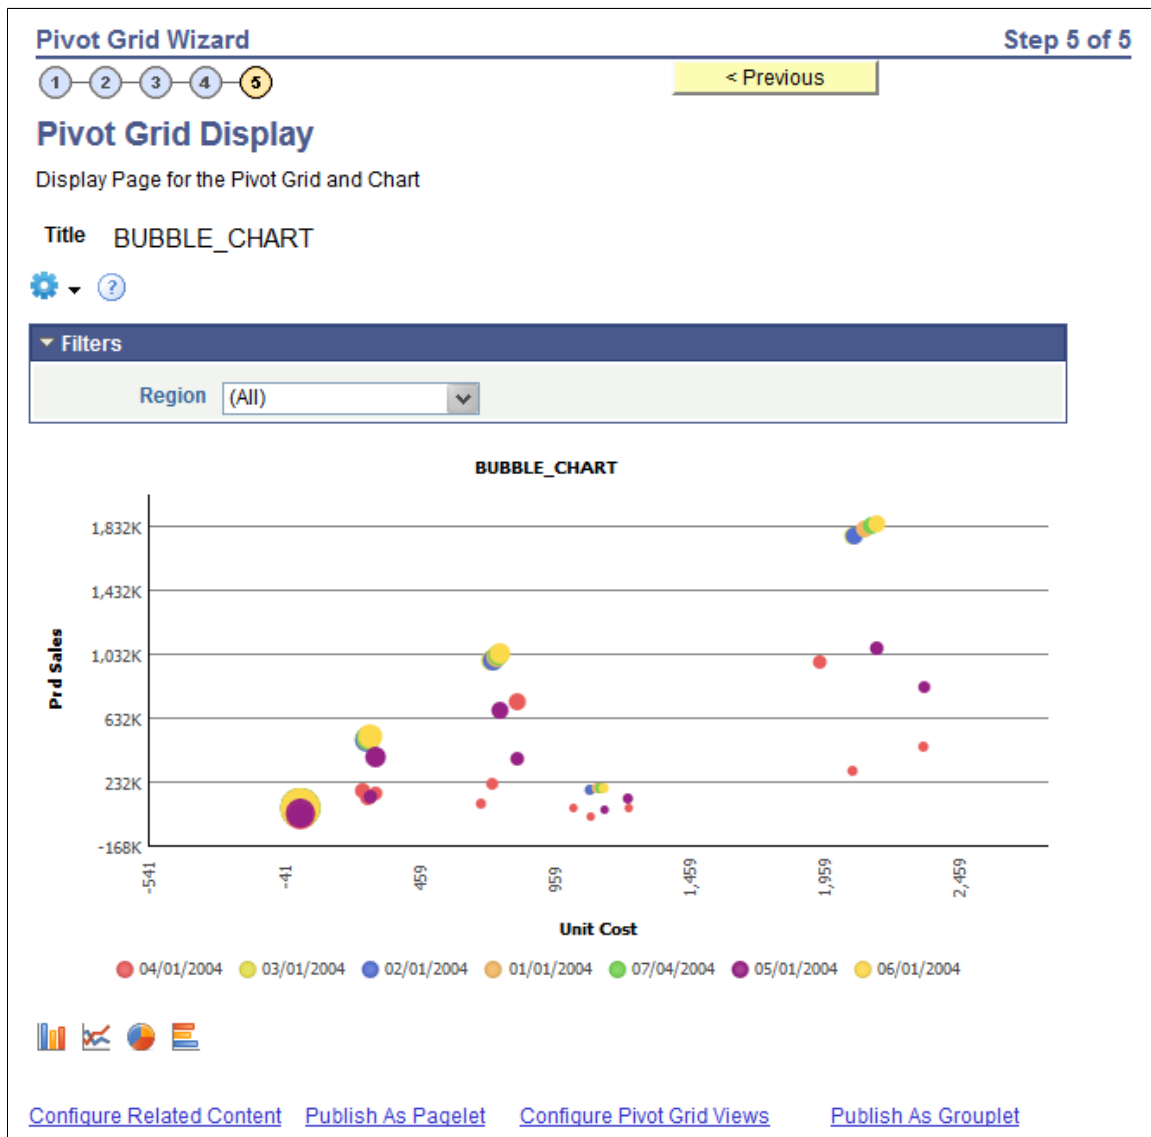 Pivot Grid Wizard Step 5 of 5
1 2 3 4 5 < Previous
Pivot Grid Display
Display Page for the Pivot Grid and Chart
Title BUBBLE_CHART
?
Filters
Region (All)
BUBBLE_CHART
1,832K
1,432K
1,032K
632K
232K
-168K
Prd Sales
-541 -41 459 959 1,459 1,959 2,459
Unit Cost
04/01/2004 03/01/2004 02/01/2004 01/01/2004 07/04/2004 05/01/2004 06/01/2004
Configure Related Content Publish As Pagelet Configure Pivot Grid Views Publish As Grouplet